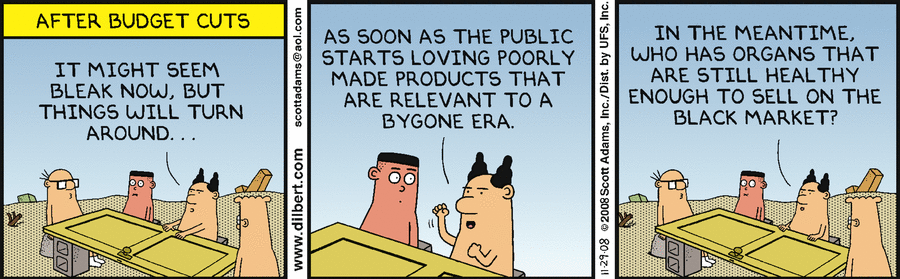 AFTER BUDGET CUTS
IT MIGHT SEEM
BLEAK NOW, BUT
THINGS WILL TURN
AROUND...
www.dilbert.com
scottadams@aol.com
AS SOON AS THE PUBLIC
STARTS LOVING POORLY
MADE PRODUCTS THAT
ARE RELEVANT TO A
BYGONE ERA.
11-29-08 ©2008 Scott Adams, Inc./Dist. by UFS, Inc.
IN THE MEANTIME,
WHO HAS ORGANS THAT
ARE STILL HEALTHY
ENOUGH TO SELL ON THE
BLACK MARKET?